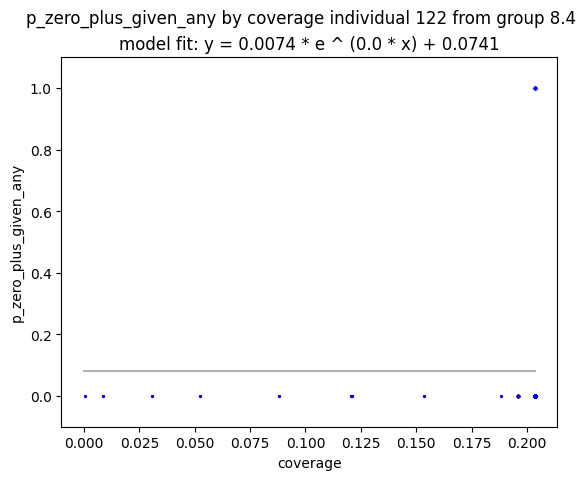 p_zero_plus_given_any by coverage individual 122 from group 8.4
model fit: y = 0.0074 * e ^ (0.0 * x) + 0.0741
1.0
0.8
0.6
0.4
0.2
0.0
p_zero_plus_given_any
0.000 0.025 0.050 0.075 0.100 0.125 0.150 0.175 0.200
coverage